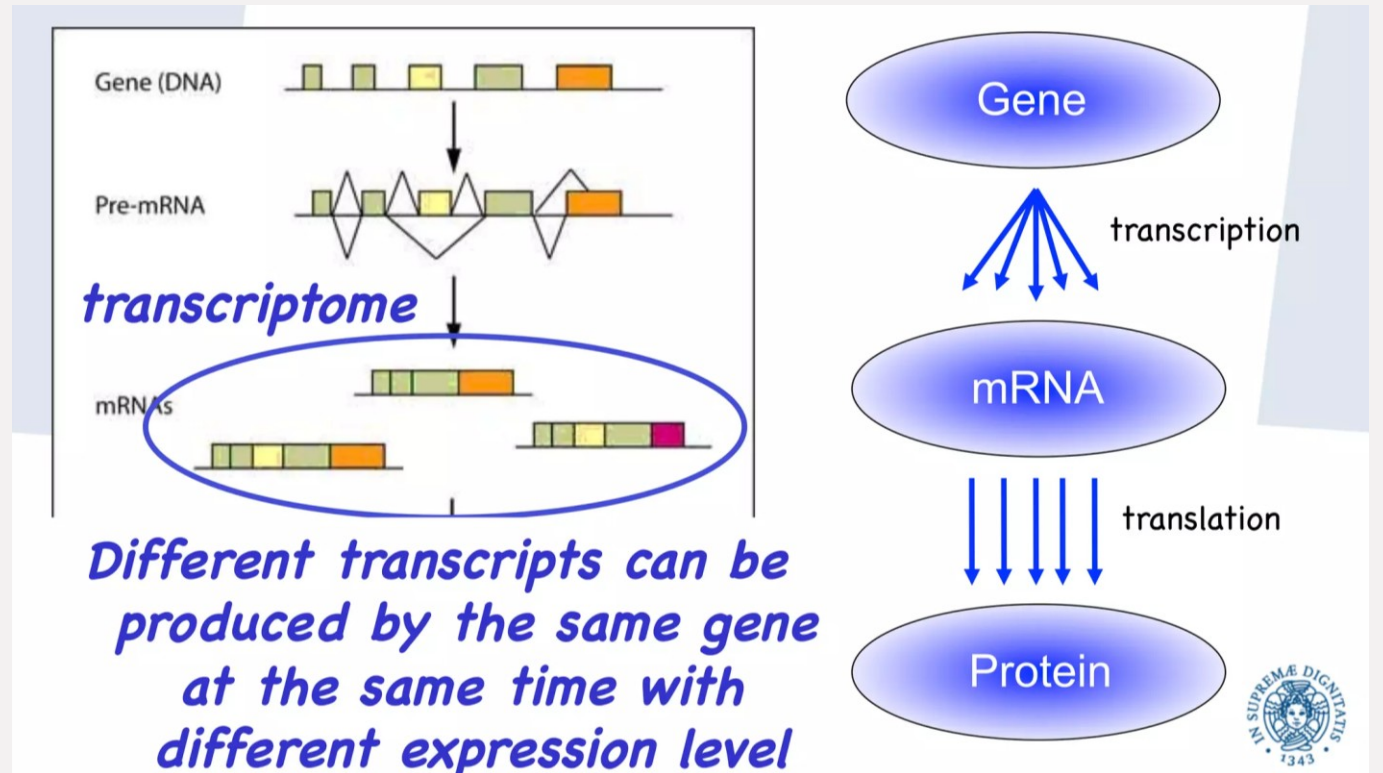 Gene (DNA)
Pre-mRNA
transcriptome
mRNAs
Different transcripts can be
produced by the same gene
at the same time with
different expression level
Gene
transcription
mRNA
translation
Protein
IN SUPREMÆ DIGNITATIS
1343